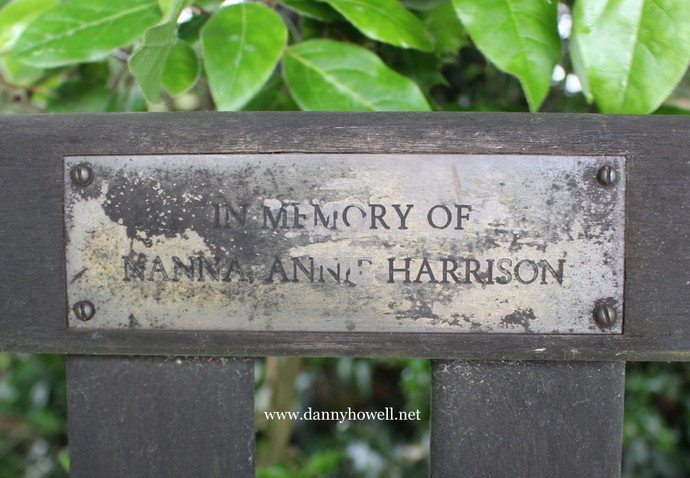 IN MEMORY OF
NANNA, ANNIE HARRISON
www.dannyhowell.net